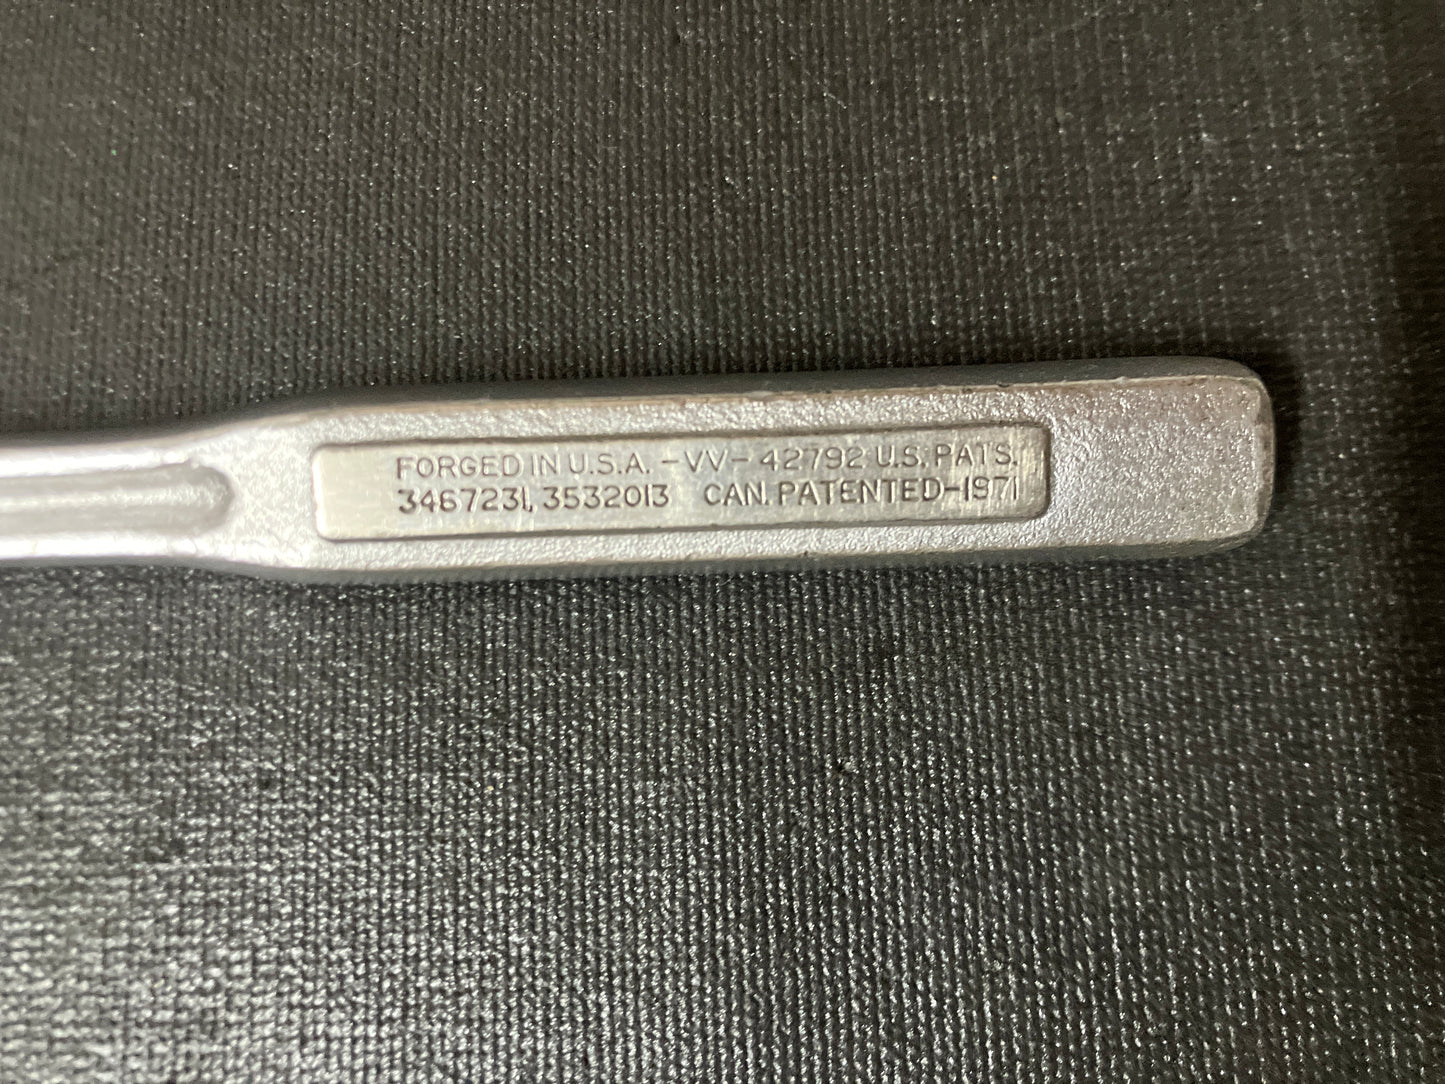 FORGED IN U.S.A. -VV- 42792 U.S. PATS.
3467231, 3532013 CAN. PATENTED-1971